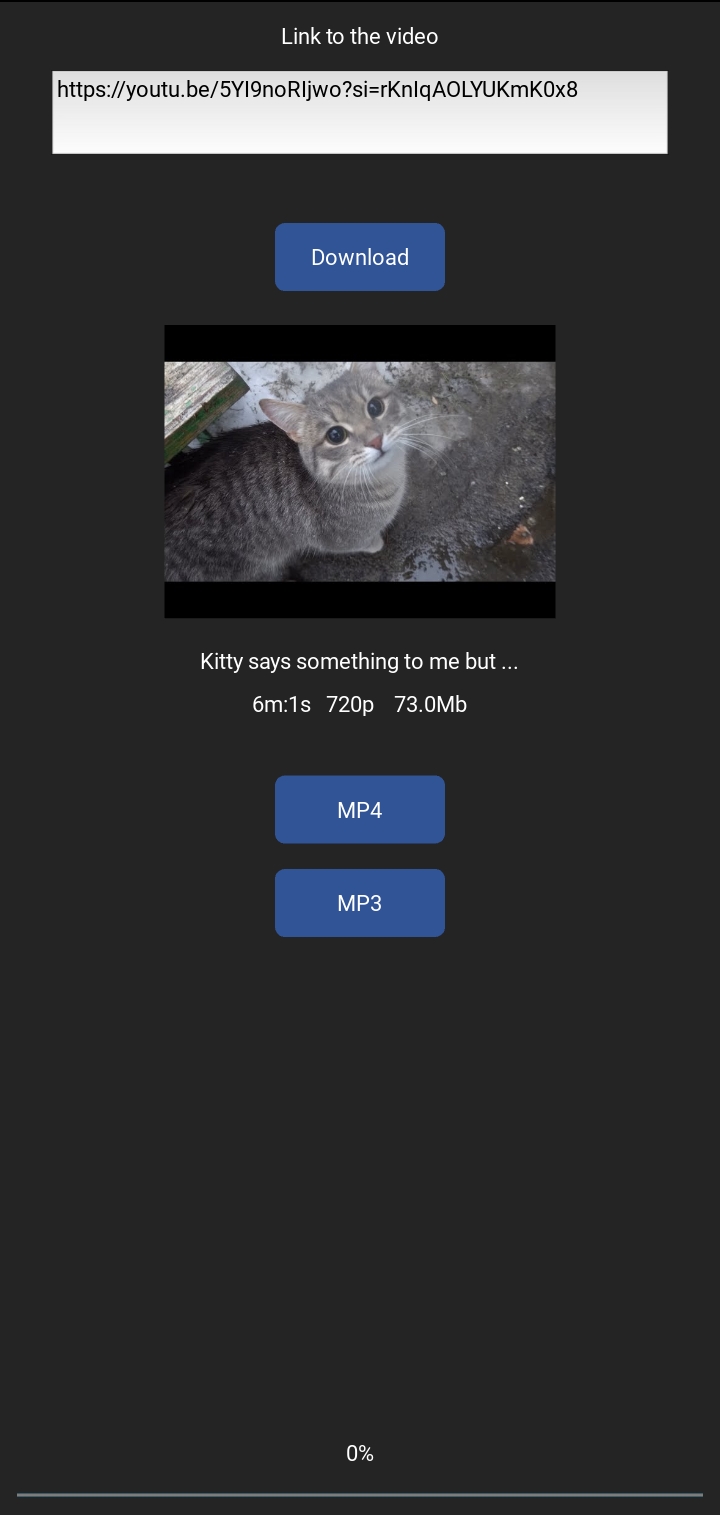 Link to the video
https://youtu.be/5YI9noRIjwo?si=rKnIqAOLYUKmK0x8
Download
Kitty says something to me but ...
6m:1s 720p 73.0Mb
MP4
MP3
0%